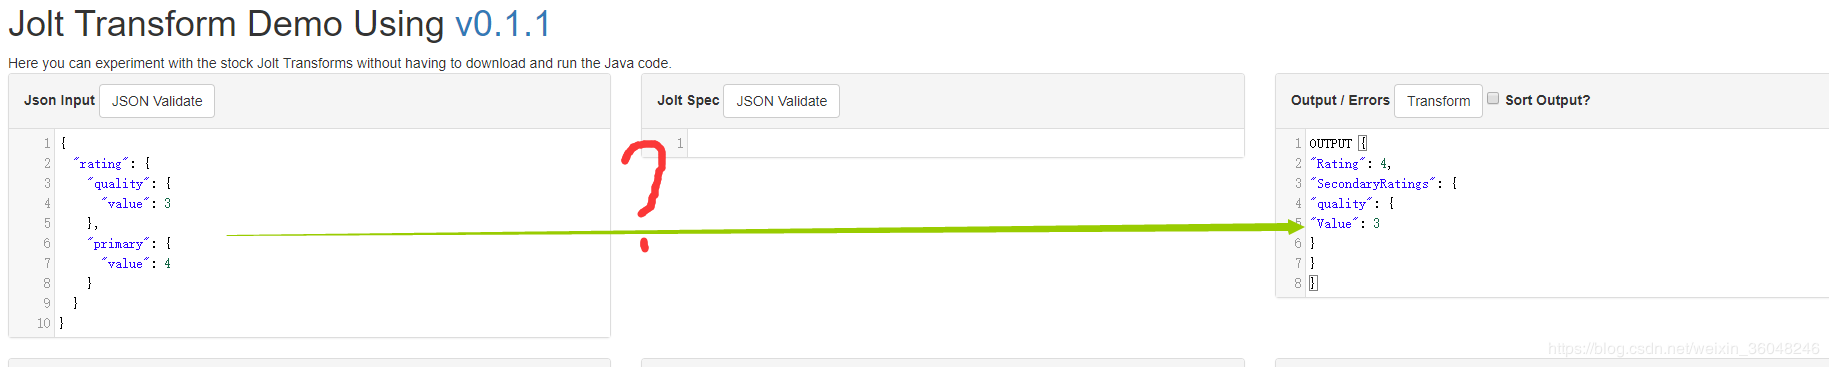 Jolt Transform Demo Using v0.1.1
Here you can experiment with the stock Jolt Transforms without having to download and run the Java code.
Json Input JSON Validate
1 {
2 "rating": {
3 "quality": {
4 "value": 3
5 },
6 "primary": {
7 "value": 4
8 }
9 }
10 }
Jolt Spec JSON Validate
1
?
Output / Errors Transform Sort Output?
1 OUTPUT {
2 "Rating": 4,
3 "SecondaryRatings": {
4 "quality": {
5 "Value": 3
6 }
7 }
8 }
https://blog.csdn.net/weixin_36048246